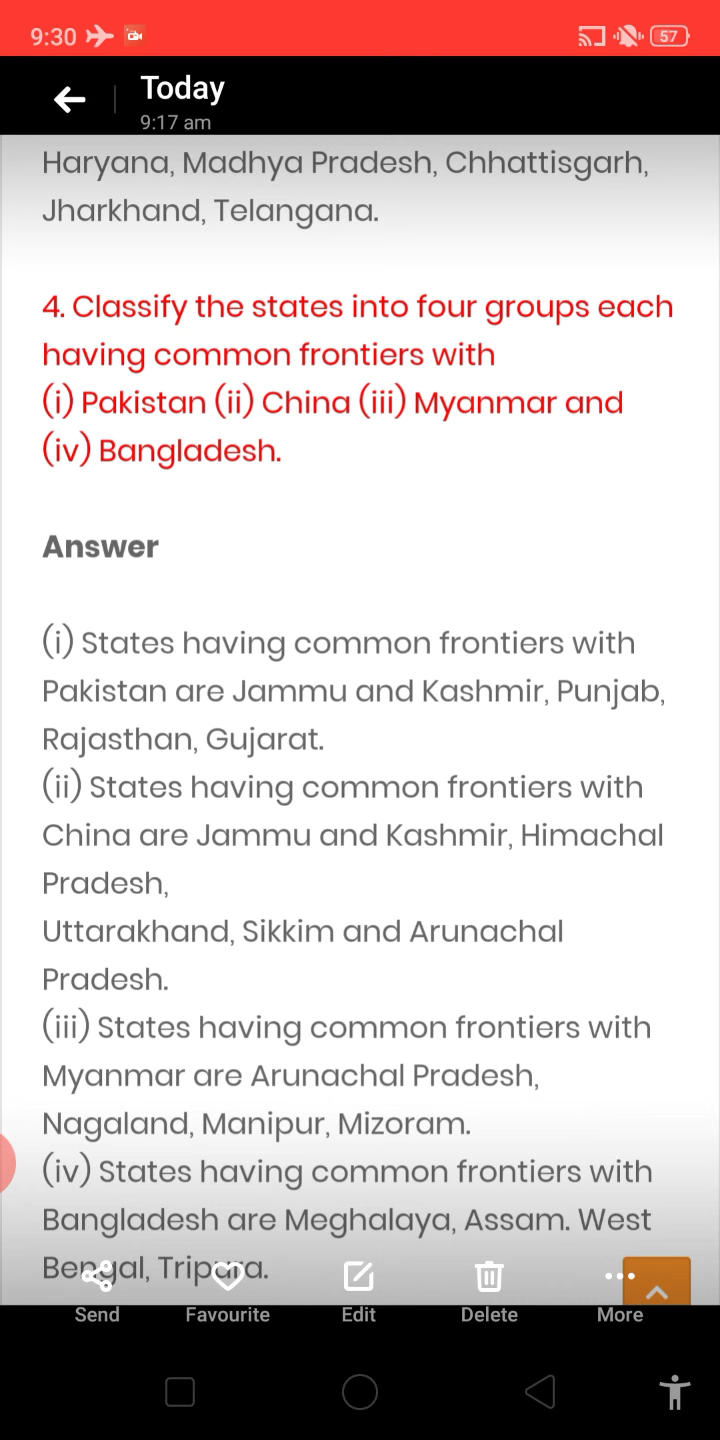 9:30
57
Today
9:17 am
Haryana, Madhya Pradesh, Chhattisgarh,
Jharkhand, Telangana.
4. Classify the states into four groups each
having common frontiers with
(i) Pakistan (ii) China (iii) Myanmar and
(iv) Bangladesh.
Answer
(i) States having common frontiers with
Pakistan are Jammu and Kashmir, Punjab,
Rajasthan, Gujarat.
(ii) States having common frontiers with
China are Jammu and Kashmir, Himachal
Pradesh,
Uttarakhand, Sikkim and Arunachal
Pradesh.
(iii) States having common frontiers with
Myanmar are Arunachal Pradesh,
Nagaland, Manipur, Mizoram.
(iv) States having common frontiers with
Bangladesh are Meghalaya, Assam. West
Bengal, Tripura.
Send Favourite Edit Delete More